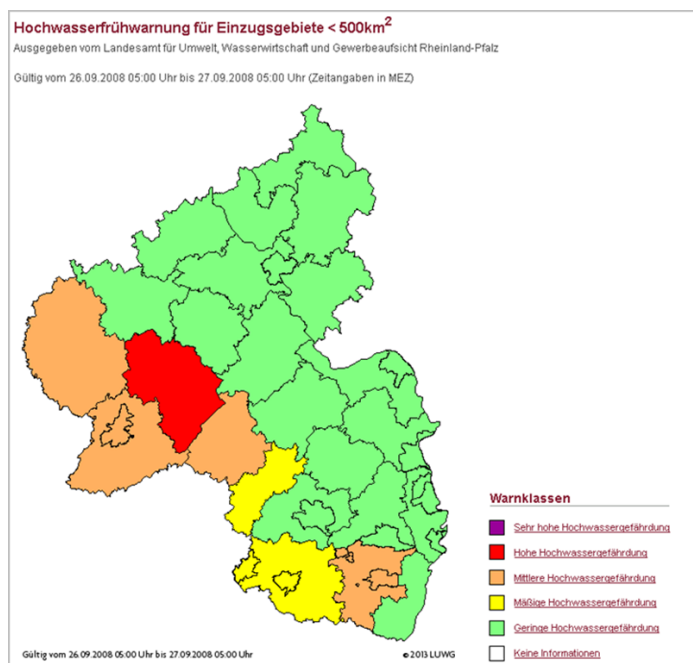 Hochwasserfrühwarnung für Einzugsgebiete < 500km²
Ausgegeben vom Landesamt für Umwelt, Wasserwirtschaft und Gewerbeaufsicht Rheinland-Pfalz
Gültig vom 26.09.2008 05:00 Uhr bis 27.09.2008 05:00 Uhr (Zeitangaben in MEZ)
Warnklassen
Sehr hohe Hochwassergefährdung
Hohe Hochwassergefährdung
Mittlere Hochwassergefährdung
Mäßige Hochwassergefährdung
Geringe Hochwassergefährdung
Keine Informationen
Gültig vom 26.09.2008 05:00 Uhr bis 27.09.2008 05:00 Uhr
© 2013 LUWG